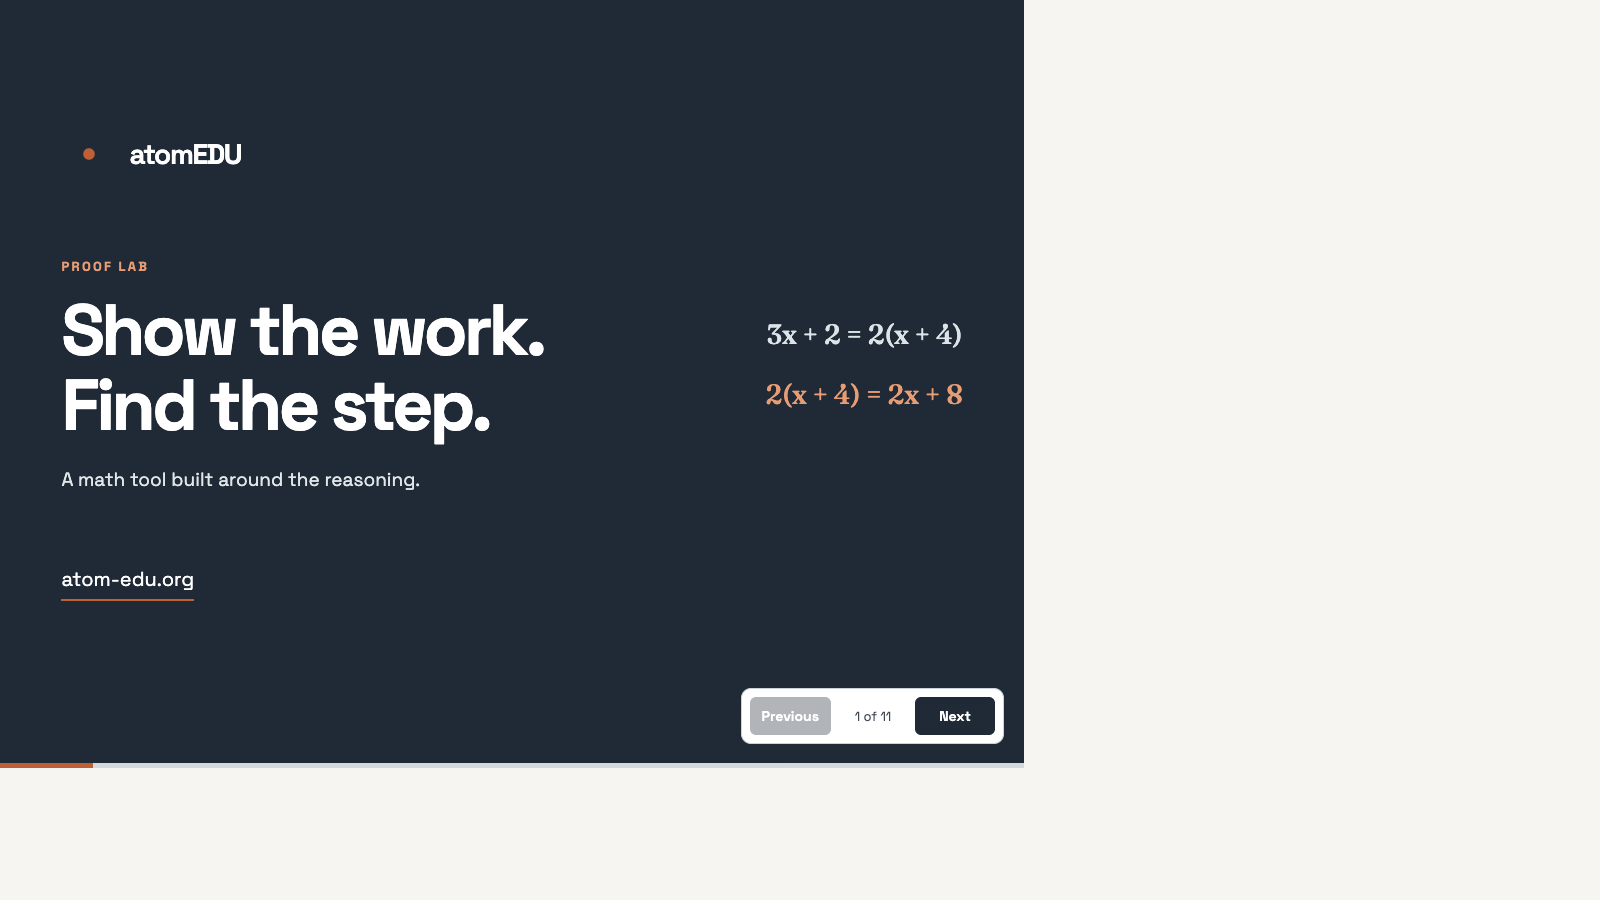 atomEDU
PROOF LAB
Show the work.
Find the step.
A math tool built around the reasoning.
atom-edu.org
3x + 2 = 2(x + 4)
2(x + 4) = 2x + 8
Previous
1 of 11
Next